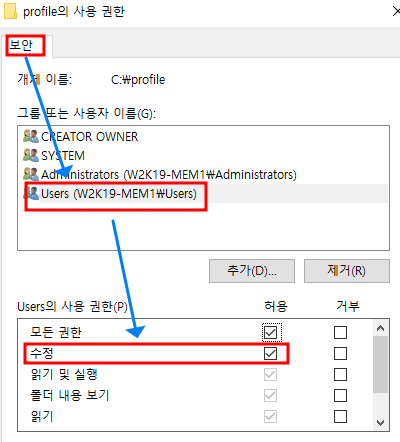 profile의 사용 권한
보안
개체 이름: C:\profile
그룹 또는 사용자 이름(G):
CREATOR OWNER
SYSTEM
Administrators (W2K19-MEM1\Administrators)
Users (W2K19-MEM1\Users)
추가(D)... 제거(R)
Users의 사용 권한(P) 허용 거부
모든 권한
수정
읽기 및 실행
폴더 내용 보기
읽기